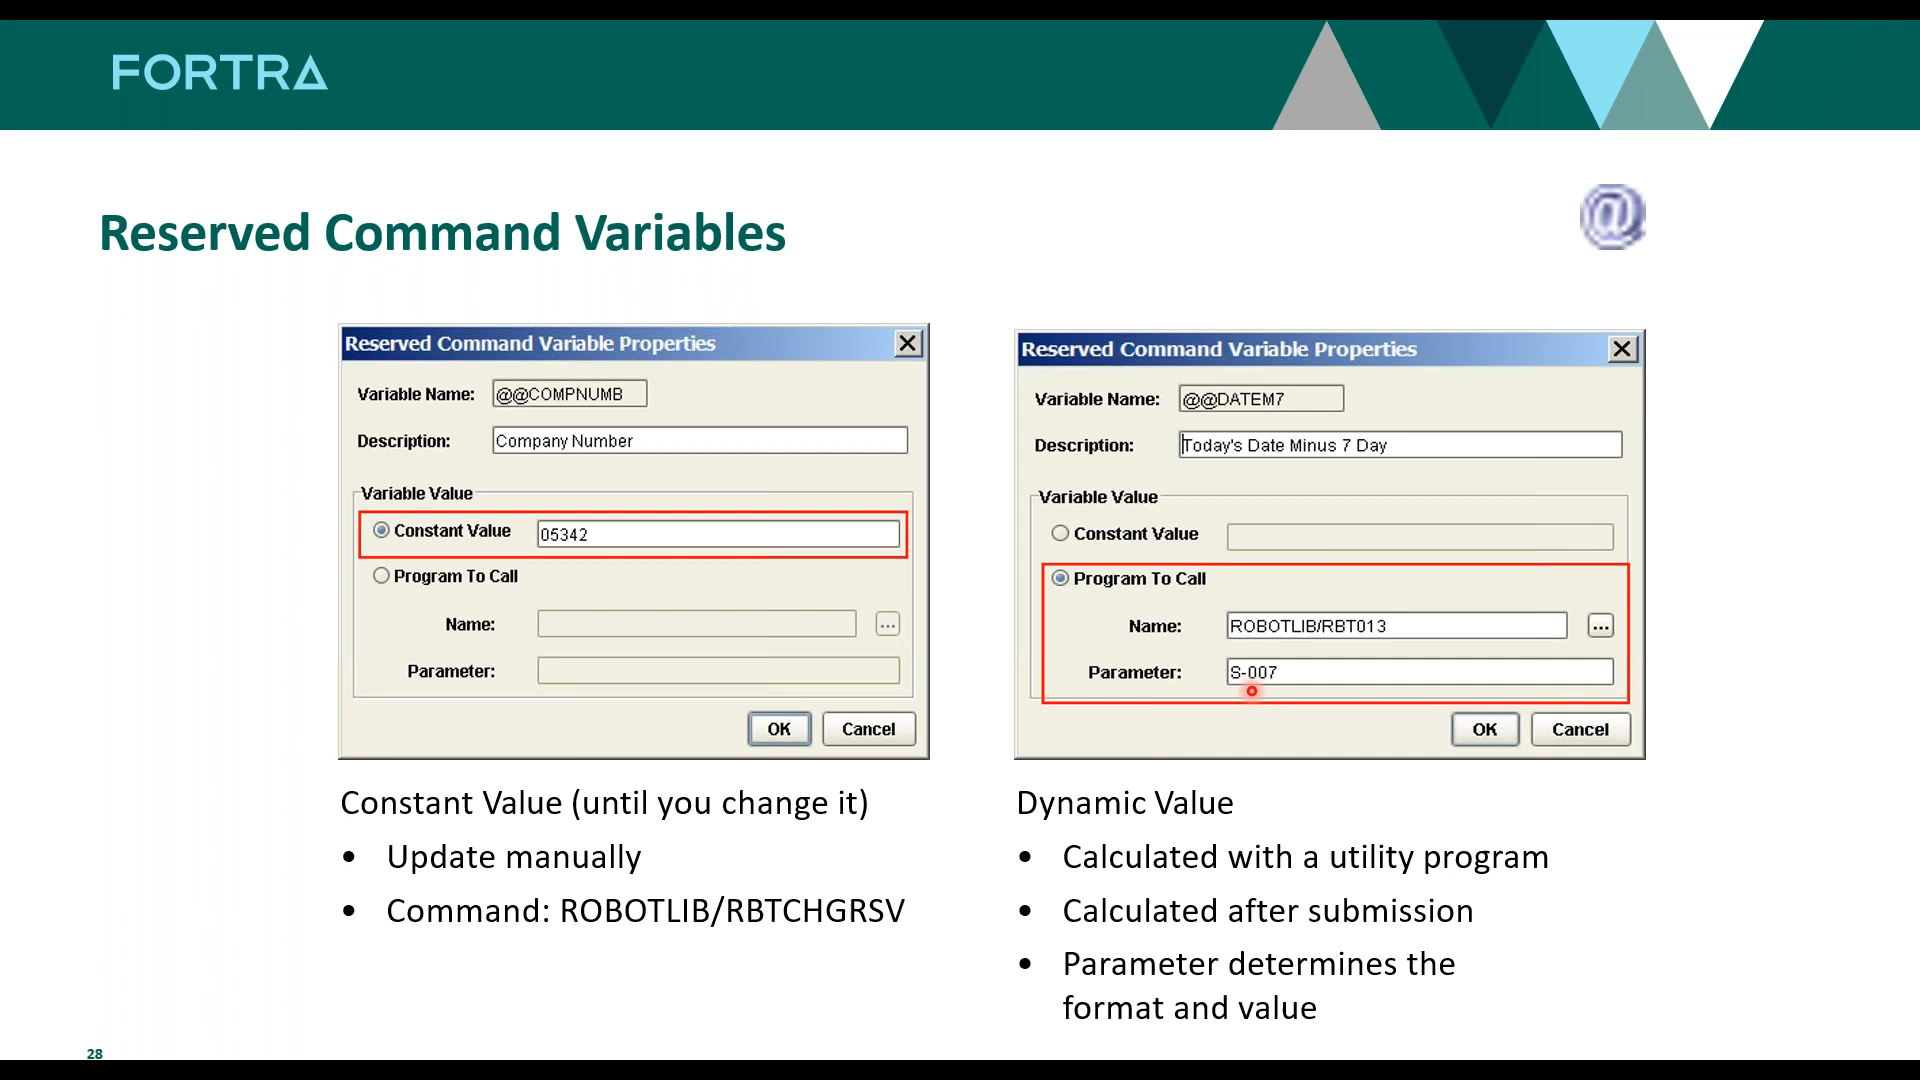 FORTRA
Reserved Command Variables
@
Reserved Command Variable Properties
Variable Name: @@COMPNUMB
Description: Company Number
Variable Value
Constant Value 05342
Program To Call
Name:
...
Parameter:
OK Cancel
Reserved Command Variable Properties
Variable Name: @@DATEM7
Description: Today's Date Minus 7 Day
Variable Value
Constant Value
Program To Call
Name: ROBOTLIB/RBT013 ...
Parameter: S-007
OK Cancel
Constant Value (until you change it)
• Update manually
• Command: ROBOTLIB/RBTCHGRSV
Dynamic Value
• Calculated with a utility program
• Calculated after submission
• Parameter determines the
format and value
28